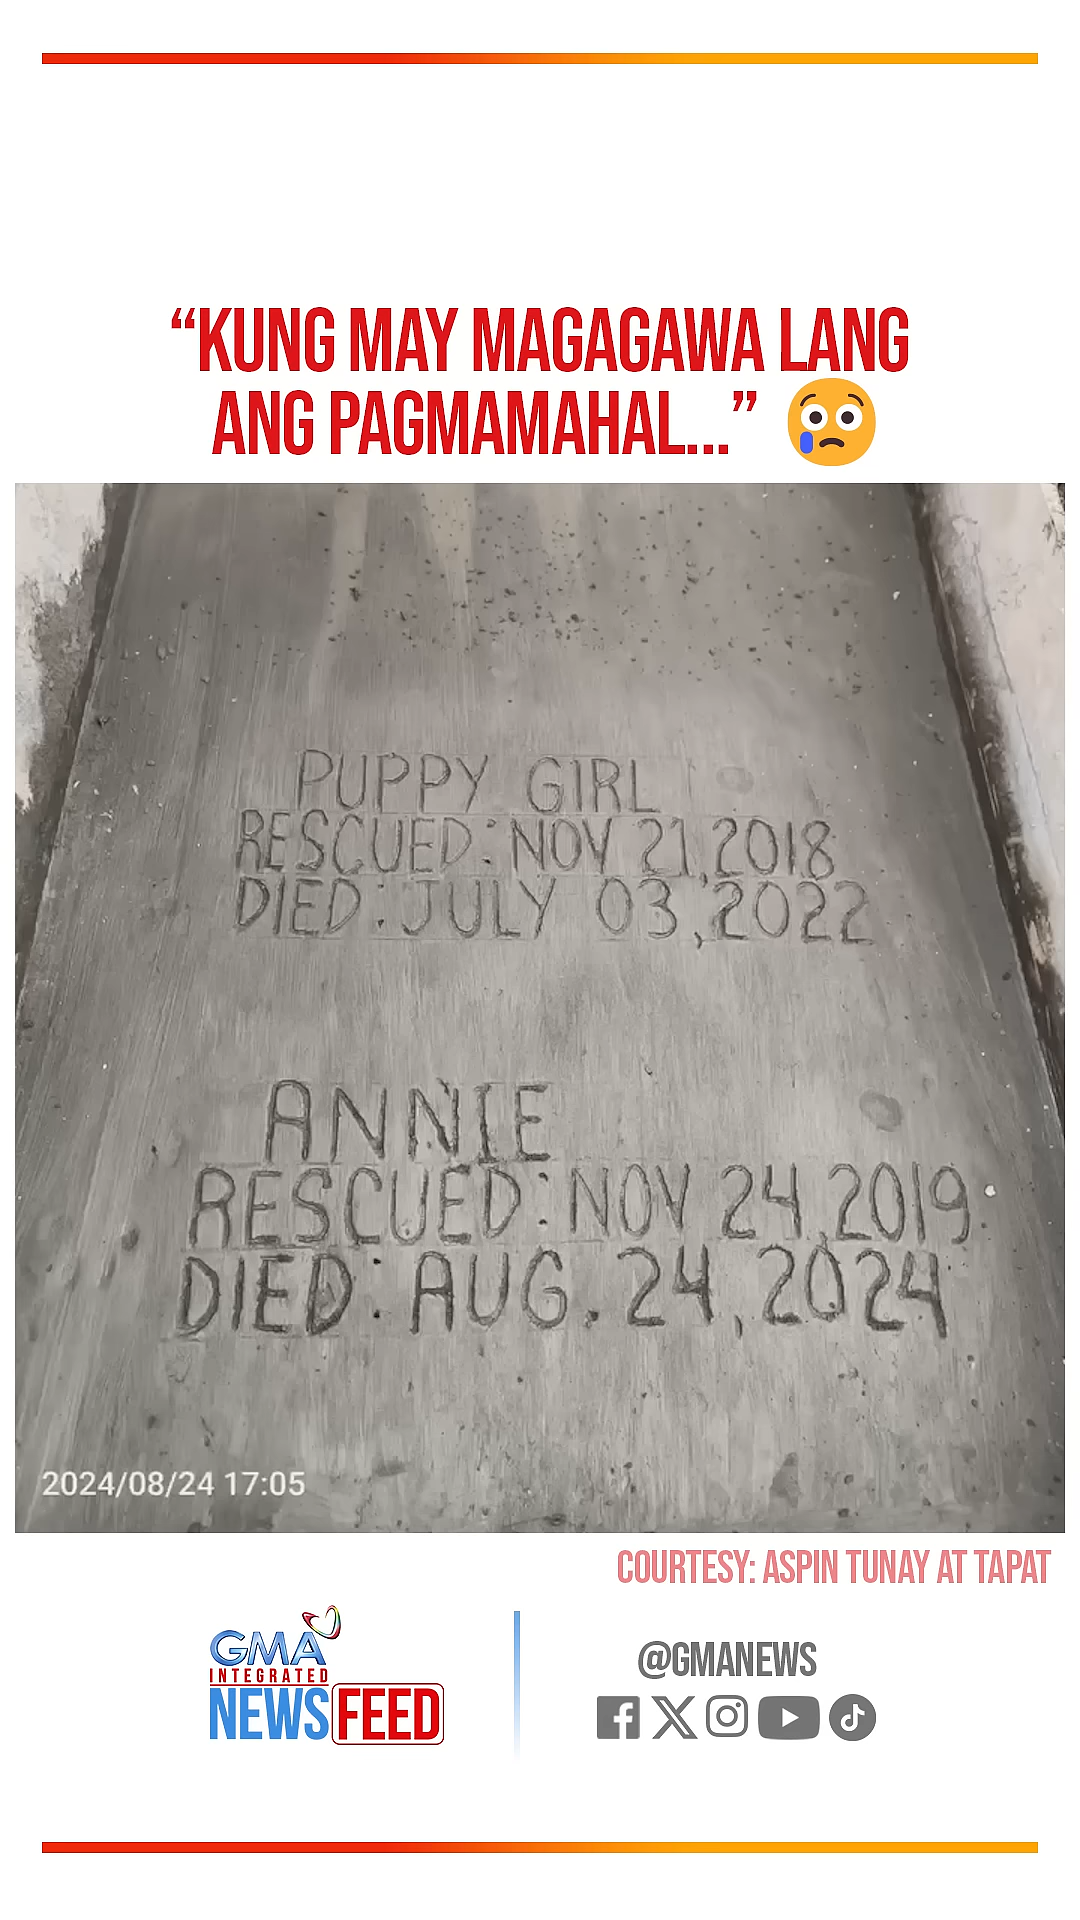 “KUNG MAY MAGAGAWA LANG
ANG PAGMAMAHAL...”
PUPPY GIRL
RESCUED: NOV 21, 2018
DIED: JULY 03, 2022
ANNIE
RESCUED: NOV 24, 2019
DIED: AUG. 24, 2024
2024/08/24 17:05
COURTESY: ASPIN TUNAY AT TAPAT
GMA
INTEGRATED
NEWS FEED
@GMANEWS